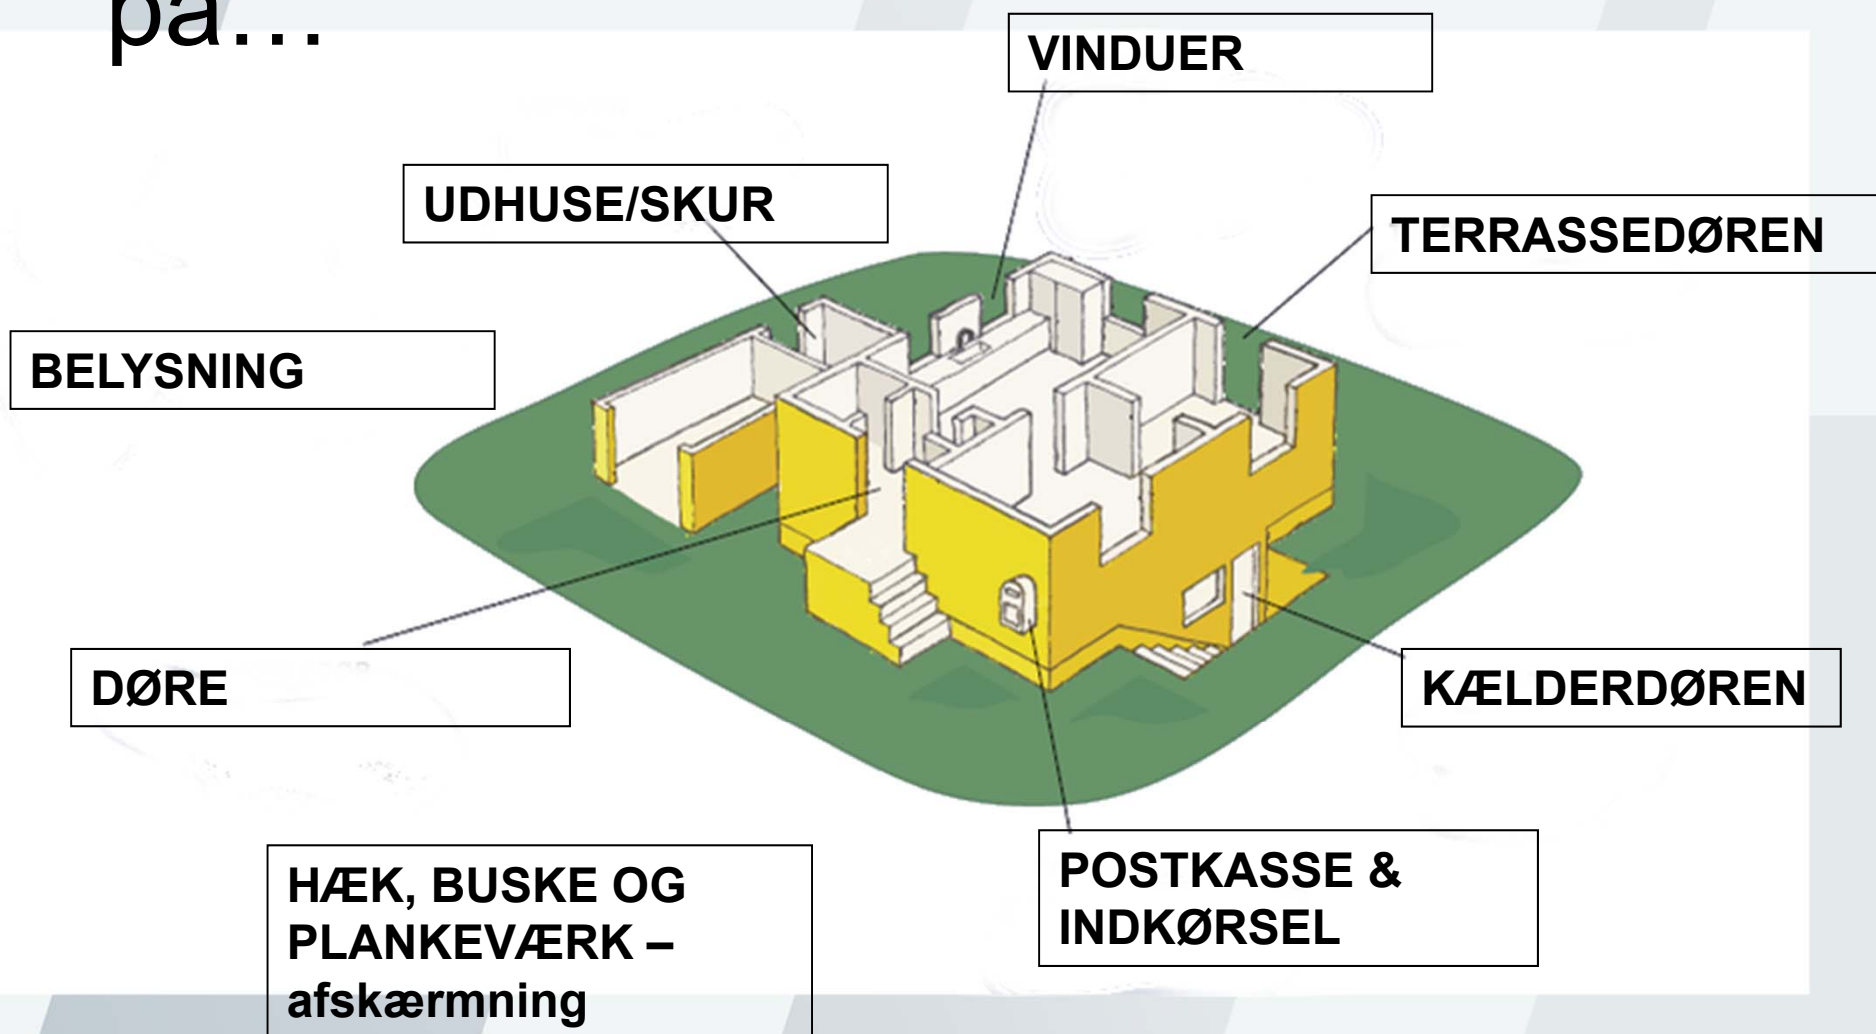 på…
VINDUER
UDHUSE/SKUR
TERRASSEDØREN
BELYSNING
DØRE
KÆLDERDØREN
HÆK, BUSKE OG
PLANKEVÆRK –
afskærmning
POSTKASSE &
INDKØRSEL